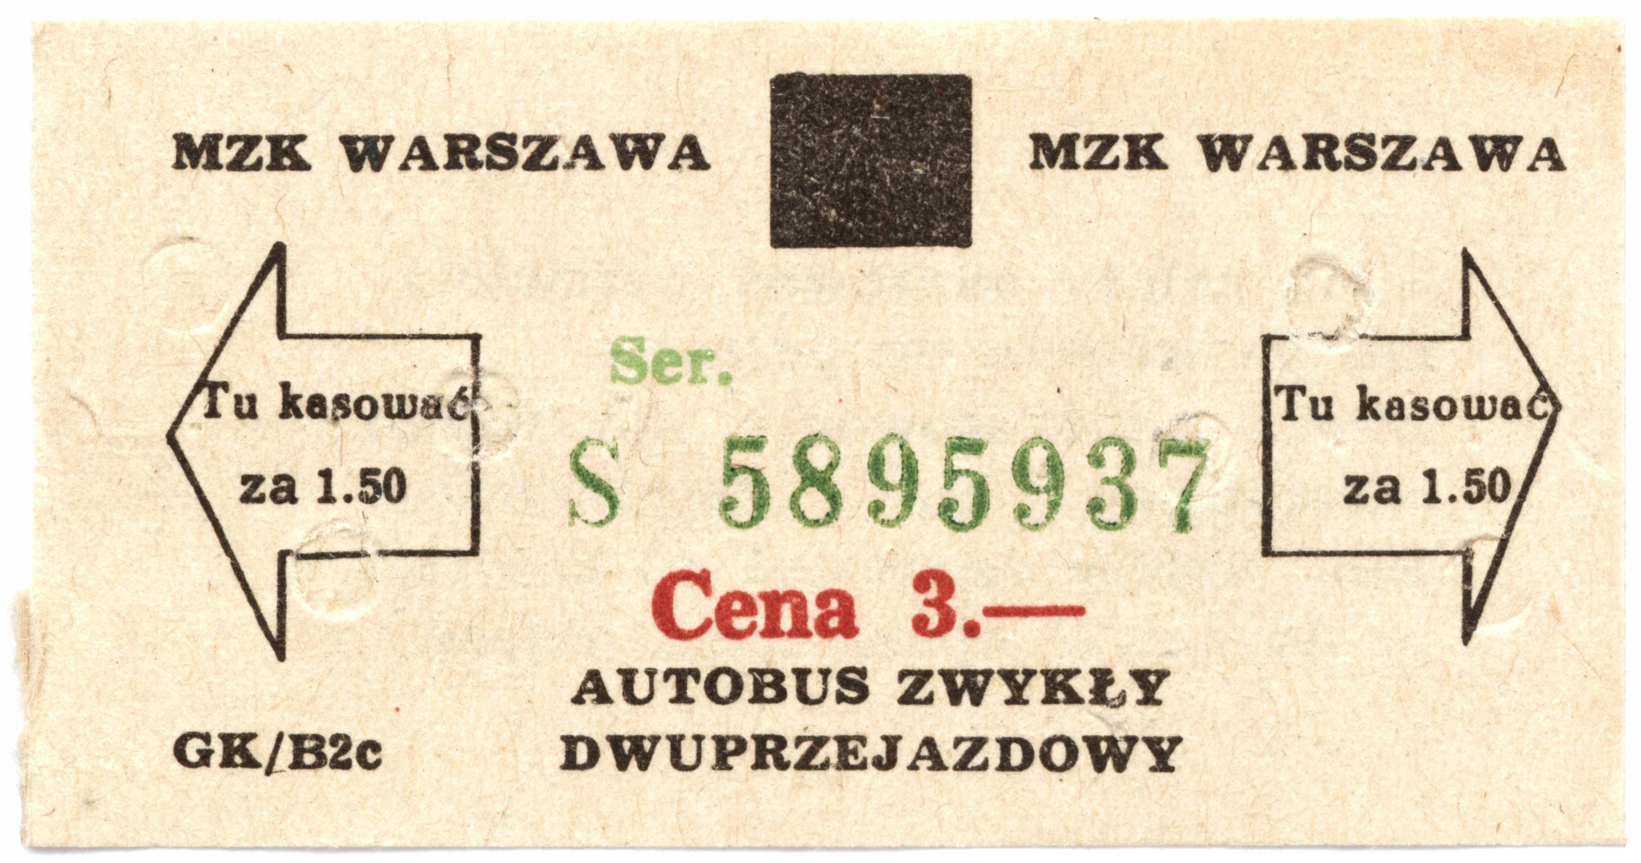 MZK WARSZAWA
MZK WARSZAWA
Tu kasować
za 1.50
Ser.
S 5895937
Tu kasować
za 1.50
Cena 3.—
AUTOBUS ZWYKŁY
DWUPRZEJAZDOWY
GK/B2c